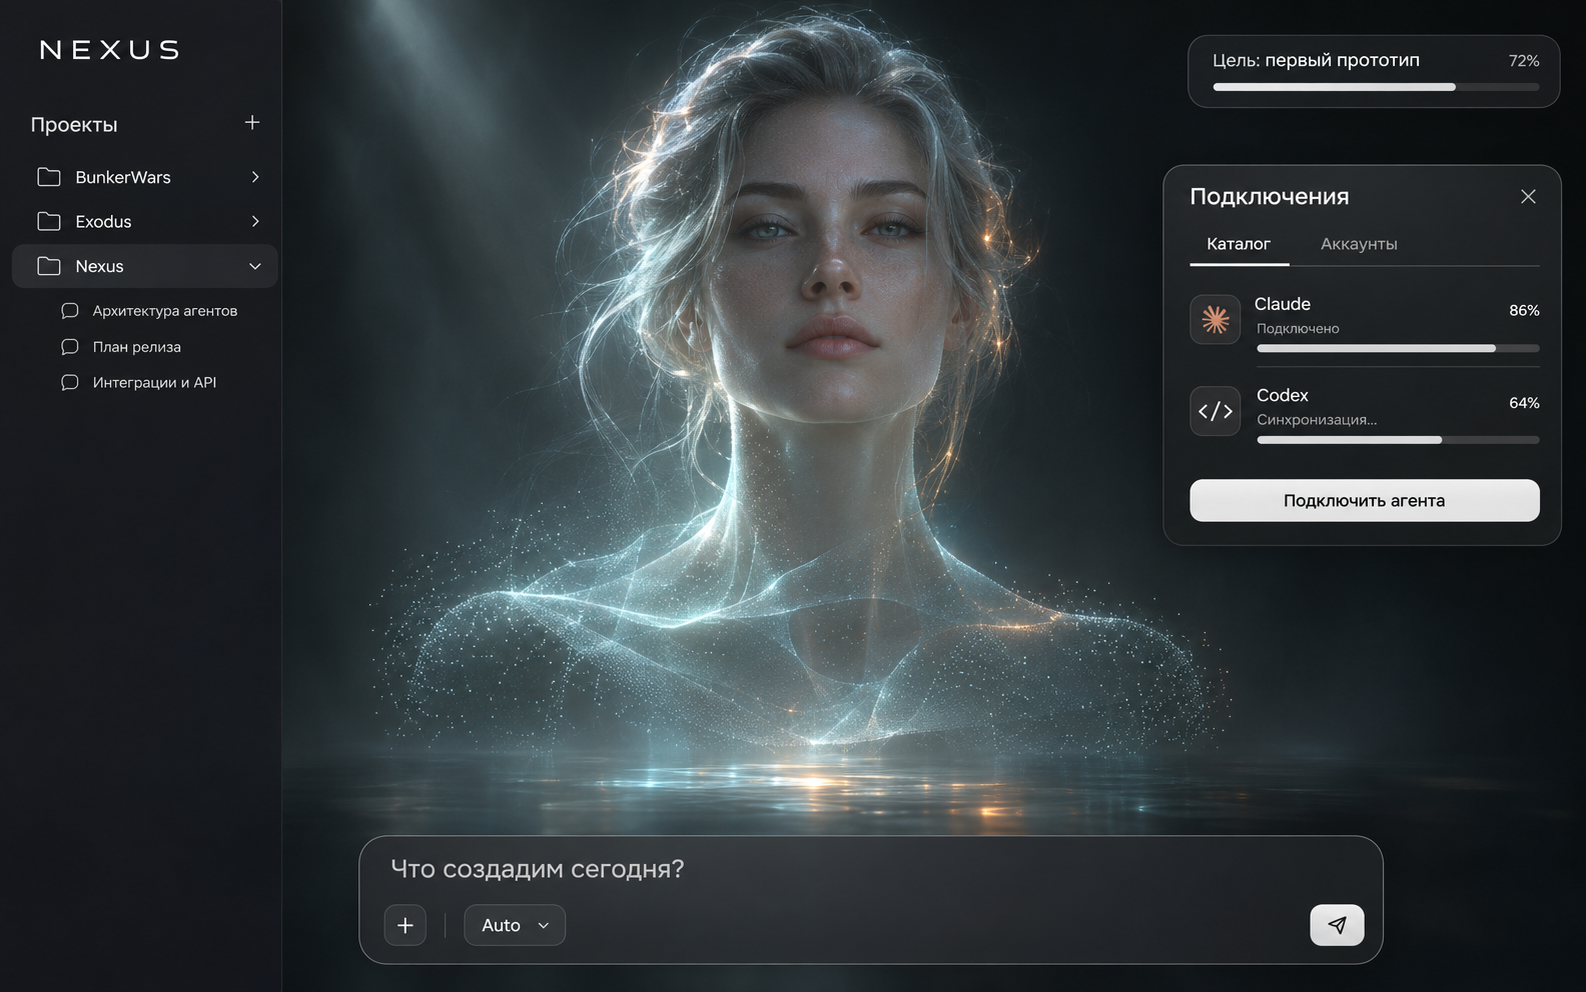 NEXUS
Проекты
BunkerWars
Exodus
Nexus
Архитектура агентов
План релиза
Интеграции и API
Цель: первый прототип 72%
Подключения
Каталог Аккаунты
Claude
86%
Подключено
Codex
64%
Синхронизация...
Подключить агента
Что создадим сегодня?
Auto